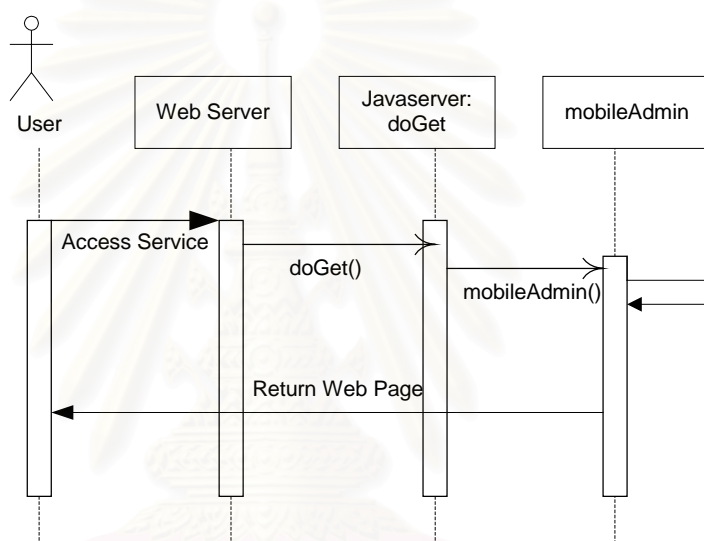 User
Web Server
Javaserver:
doGet
mobileAdmin
Access Service
doGet()
mobileAdmin()
Return Web Page